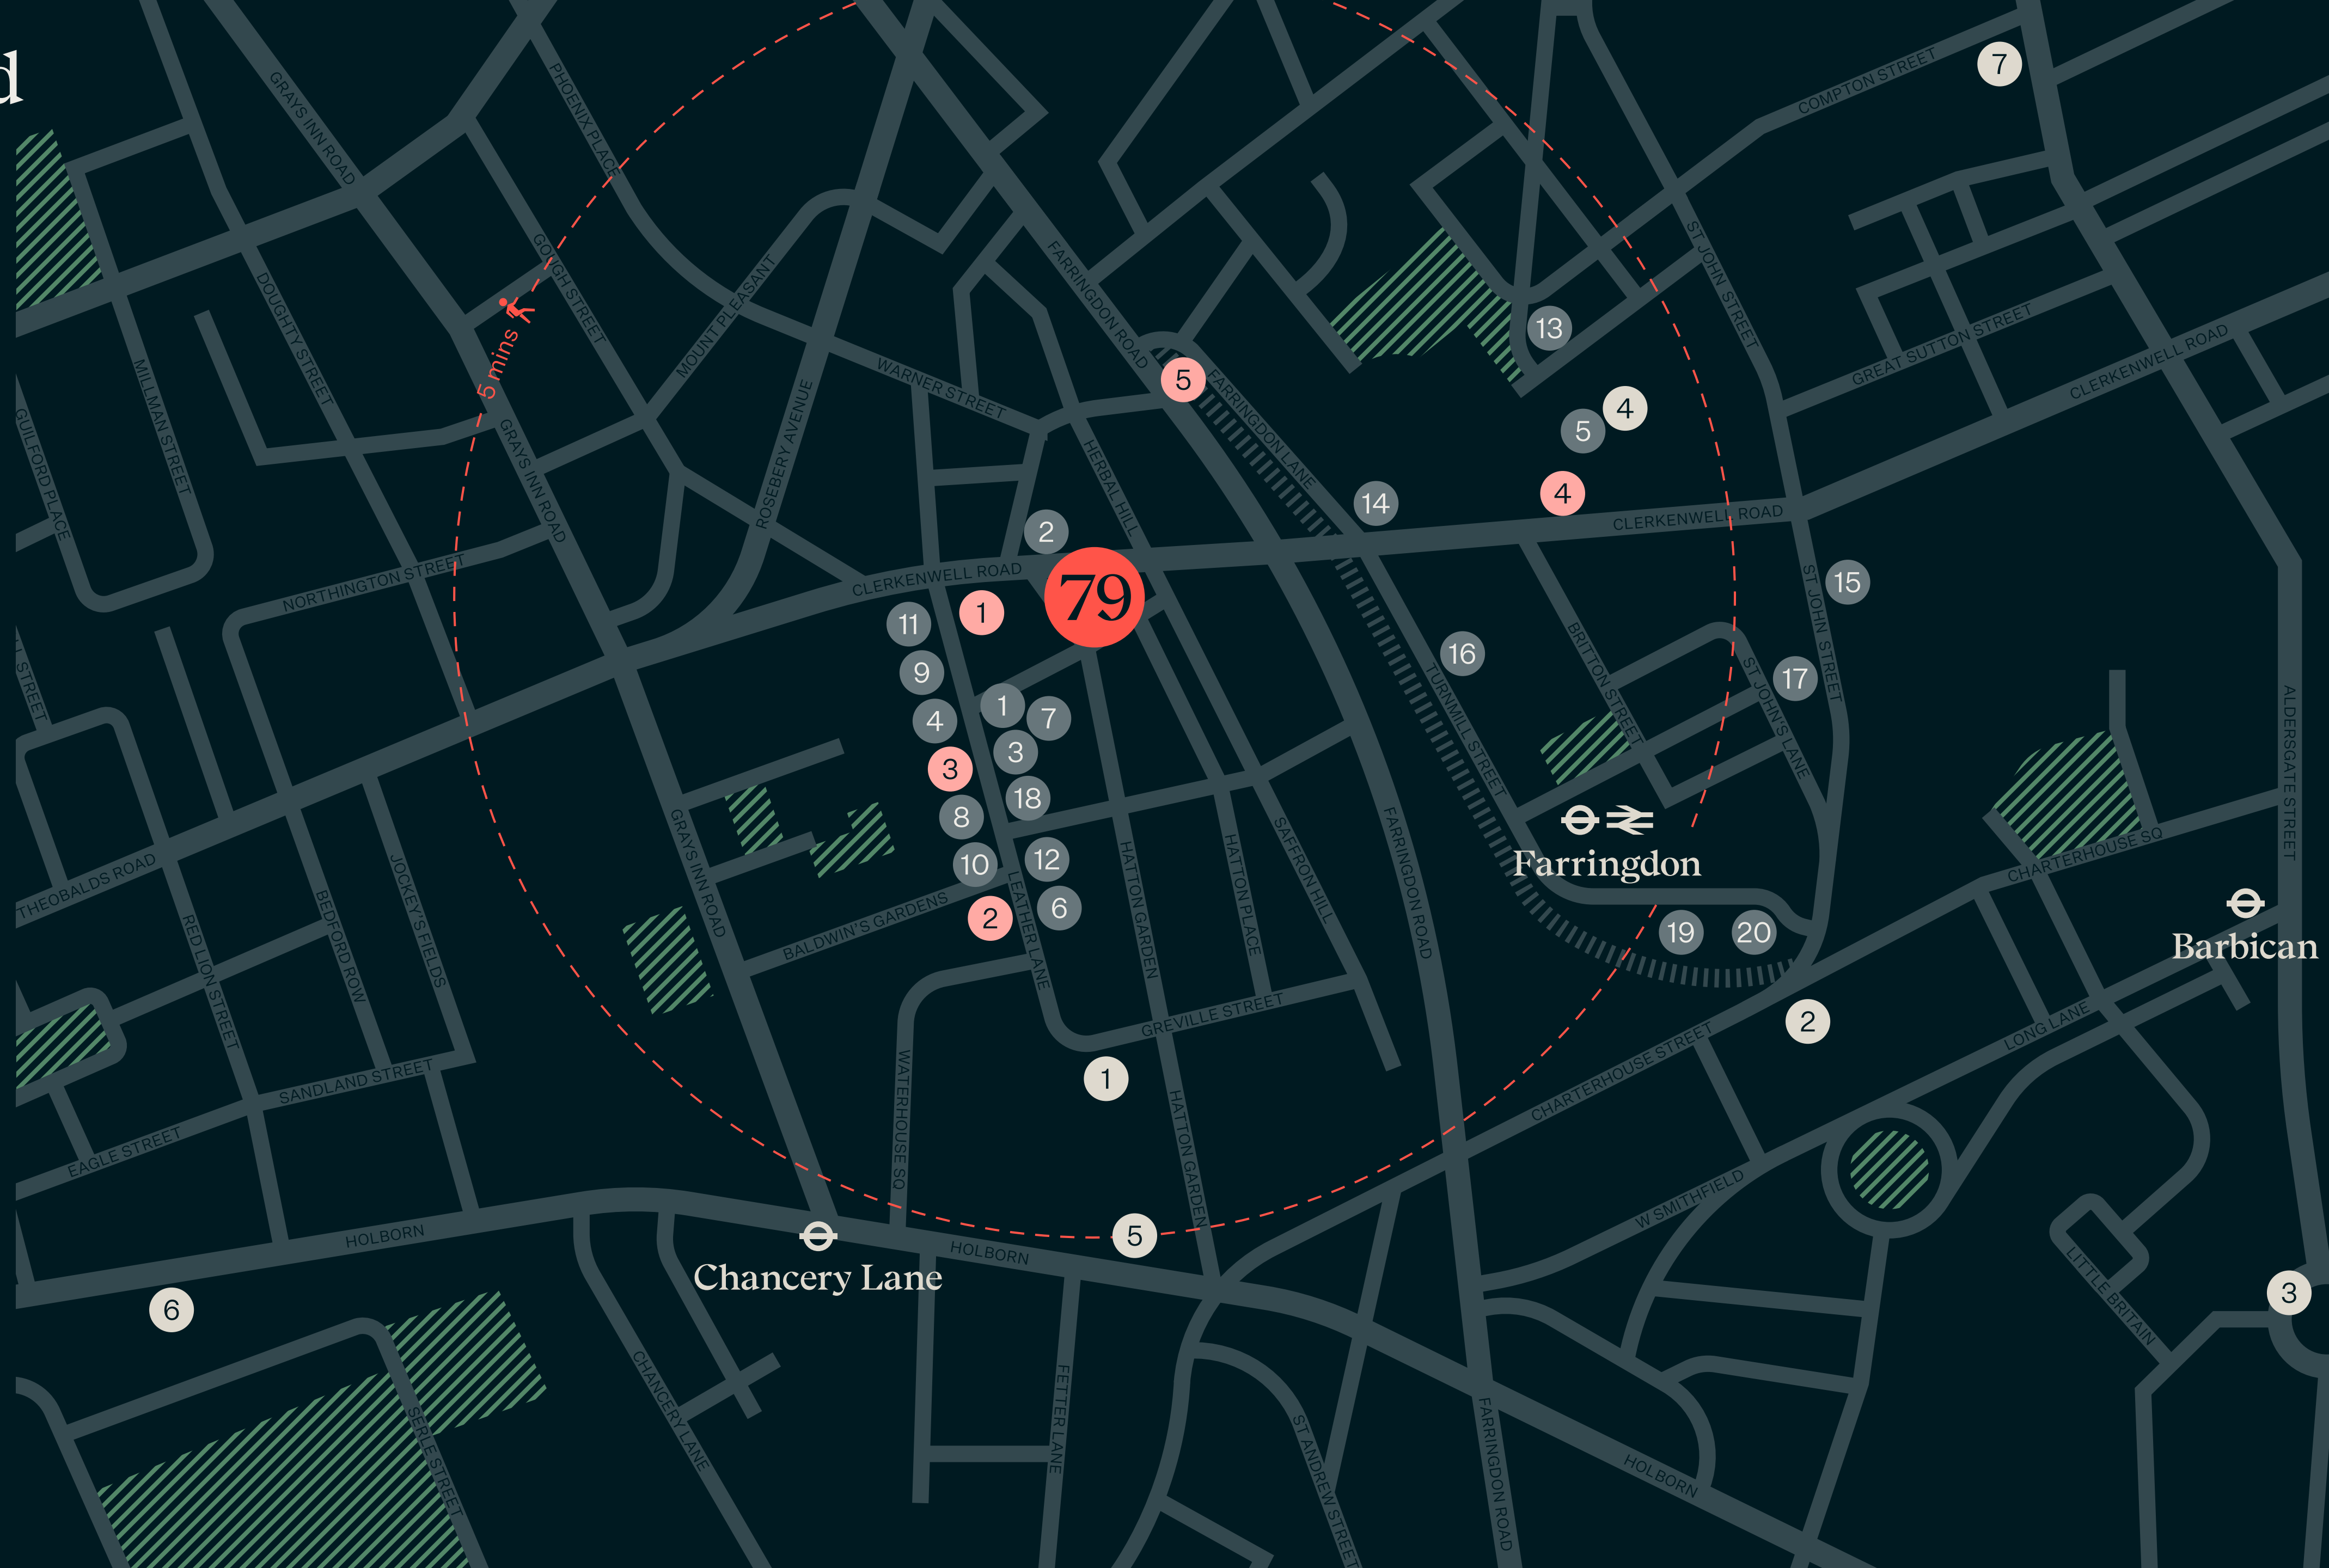 d
7
COMPTON STREET
GRAYS INN ROAD
PHOENIX PLACE
ST JOHN STREET
GOUGH STREET
FARRINGDON ROAD
MOUNT PLEASANT
DOUGHTY STREET
5 mins
13
GREAT SUTTON STREET
CLERKENWELL ROAD
MILLMAN STREET
WARNER STREET
5
FARRINGDON LANE
4
5
GUILFORD PLACE
GRAYS INN ROAD
ROSEBERY AVENUE
HERBAL HILL
4
14
CLERKENWELL ROAD
2
NORTHINGTON STREET
CLERKENWELL ROAD
79
15
ST JOHN STREET
1
11
16
BRITTON STREET
9
17
TURNMILL STREET
ST JOHN'S LANE
1
7
4
3
3
18
8
ALDERSGATE STREET
Farringdon
CHARTERHOUSE SQ
10
12
GRAYS INN ROAD
HATTON GARDEN
HATTON PLACE
SAFFRON HILL
FARRINGDON ROAD
THEOBALDS ROAD
JOCKEY'S FIELDS
BEDFORD ROW
RED LION STREET
BALDWIN'S GARDENS
2
6
LEATHER LANE
19
20
Barbican
GREVILLE STREET
2
LONG LANE
CHARTERHOUSE STREET
SANDLAND STREET
1
WATERHOUSE SQ
HATTON GARDEN
EAGLE STREET
W SMITHFIELD
HOLBORN
5
HOLBORN
Chancery Lane
6
LITTLE BRITAIN
3
CHANCERY LANE
FETTER LANE
ST ANDREW STREET
SERLE STREET
FARRINGDON ROAD
HOLBORN